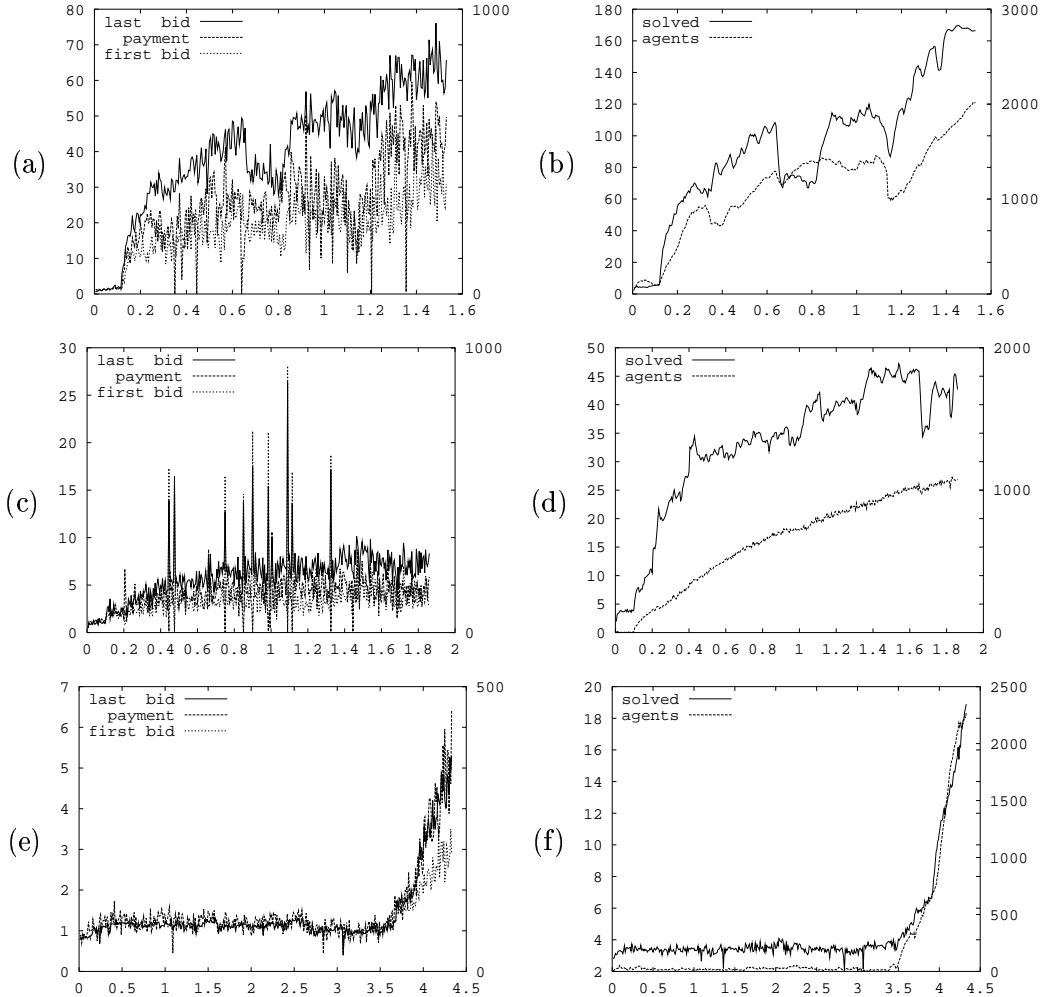 (a)
last bid
payment
first bid
80
70
60
50
40
30
20
10
0
1000
0
0 0.2 0.4 0.6 0.8 1 1.2 1.4 1.6
(b)
solved
agents
180
160
140
120
100
80
60
40
20
0
3000
2000
1000
0
0 0.2 0.4 0.6 0.8 1 1.2 1.4 1.6
(c)
last bid
payment
first bid
30
25
20
15
10
5
0
1000
0
0 0.2 0.4 0.6 0.8 1 1.2 1.4 1.6 1.8 2
(d)
solved
agents
50
45
40
35
30
25
20
15
10
5
0
2000
1000
0
0 0.2 0.4 0.6 0.8 1 1.2 1.4 1.6 1.8 2
(e)
last bid
payment
first bid
7
6
5
4
3
2
1
0
500
0
0 0.5 1 1.5 2 2.5 3 3.5 4 4.5
(f)
solved
agents
20
18
16
14
12
10
8
6
4
2
2500
2000
1500
1000
500
0
0 0.5 1 1.5 2 2.5 3 3.5 4 4.5